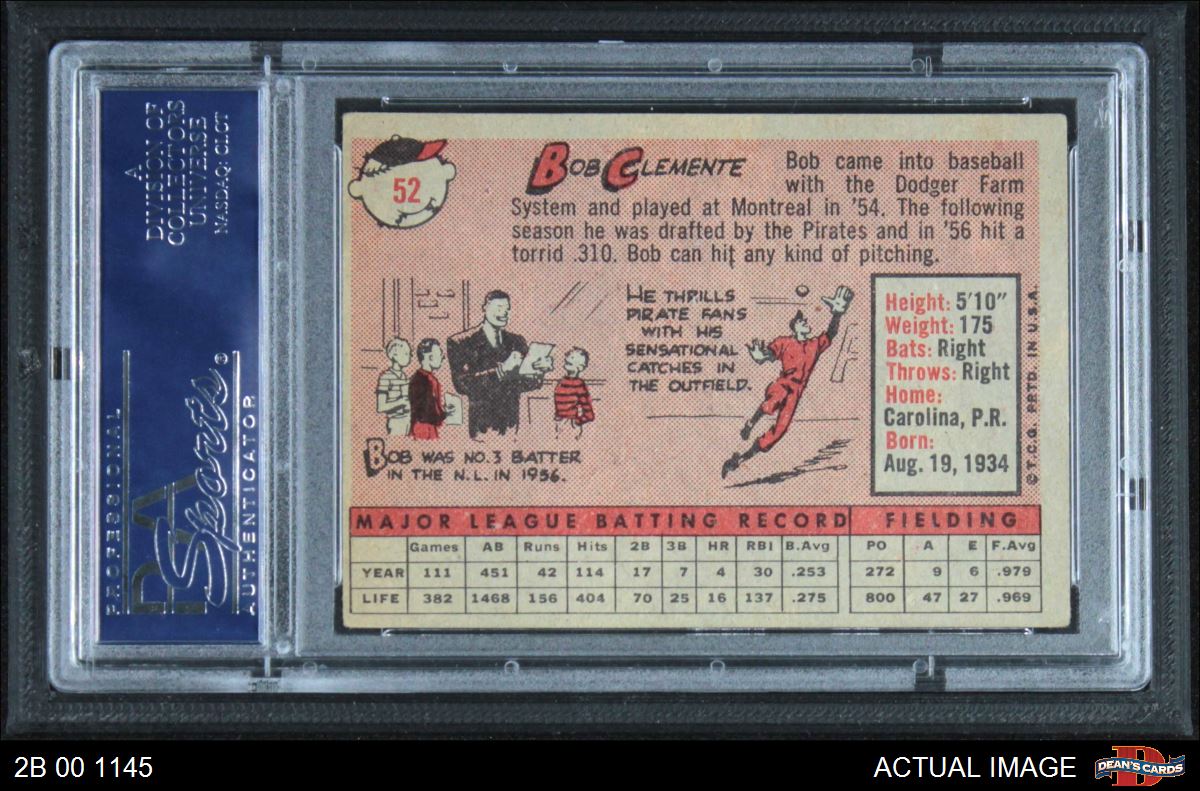 A
DIVISION OF
COLLECTORS
UNIVERSE
NASDAQ: CLCT
PROFESSIONAL
PSA
Sports®
AUTHENTICATOR
52
BOB CLEMENTE
Bob came into baseball
with the Dodger Farm
System and played at Montreal in '54. The following
season he was drafted by the Pirates and in '56 hit a
torrid .310. Bob can hit any kind of pitching.
BOB WAS NO. 3 BATTER
IN THE N.L. IN 1956.
HE THRILLS
PIRATE FANS
WITH HIS
SENSATIONAL
CATCHES IN
THE OUTFIELD.
Height: 5'10"
Weight: 175
Bats: Right
Throws: Right
Home:
Carolina, P.R.
Born:
Aug. 19, 1934
© T.C.G. PRTD. IN U.S.A.
MAJOR LEAGUE BATTING RECORD FIELDING
Games AB Runs Hits 2B 3B HR RBI B.Avg PO A E F.Avg
YEAR 111 451 42 114 17 7 4 30 .253 272 9 6 .979
LIFE 382 1468 156 404 70 25 16 137 .275 800 47 27 .969
2B 00 1145
ACTUAL IMAGE
D
DEAN'S CARDS